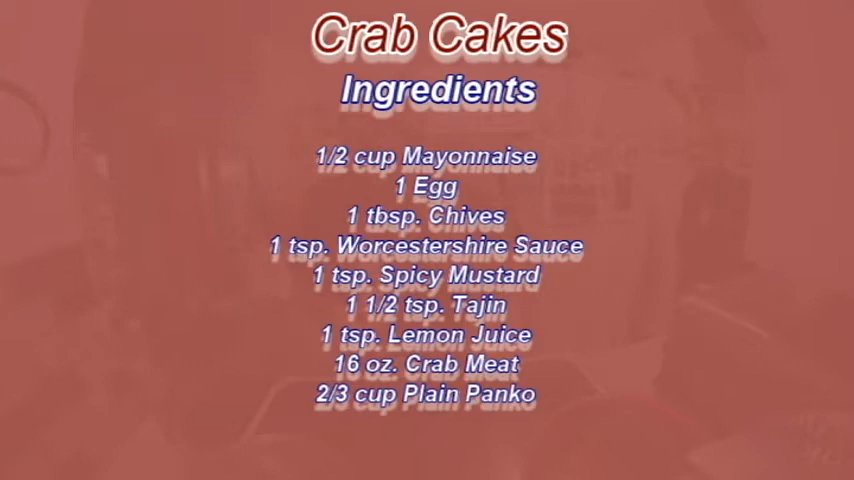 Crab Cakes
Ingredients
1/2 cup Mayonnaise
1 Egg
1 tbsp. Chives
1 tsp. Worcestershire Sauce
1 tsp. Spicy Mustard
1 1/2 tsp. Tajin
1 tsp. Lemon Juice
16 oz. Crab Meat
2/3 cup Plain Panko